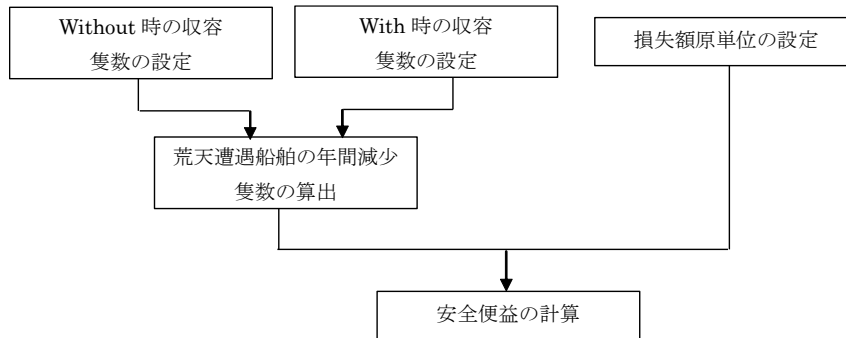 Without 時の収容
隻数の設定
With 時の収容
隻数の設定
損失額原単位の設定
荒天遭遇船舶の年間減少
隻数の算出
安全便益の計算